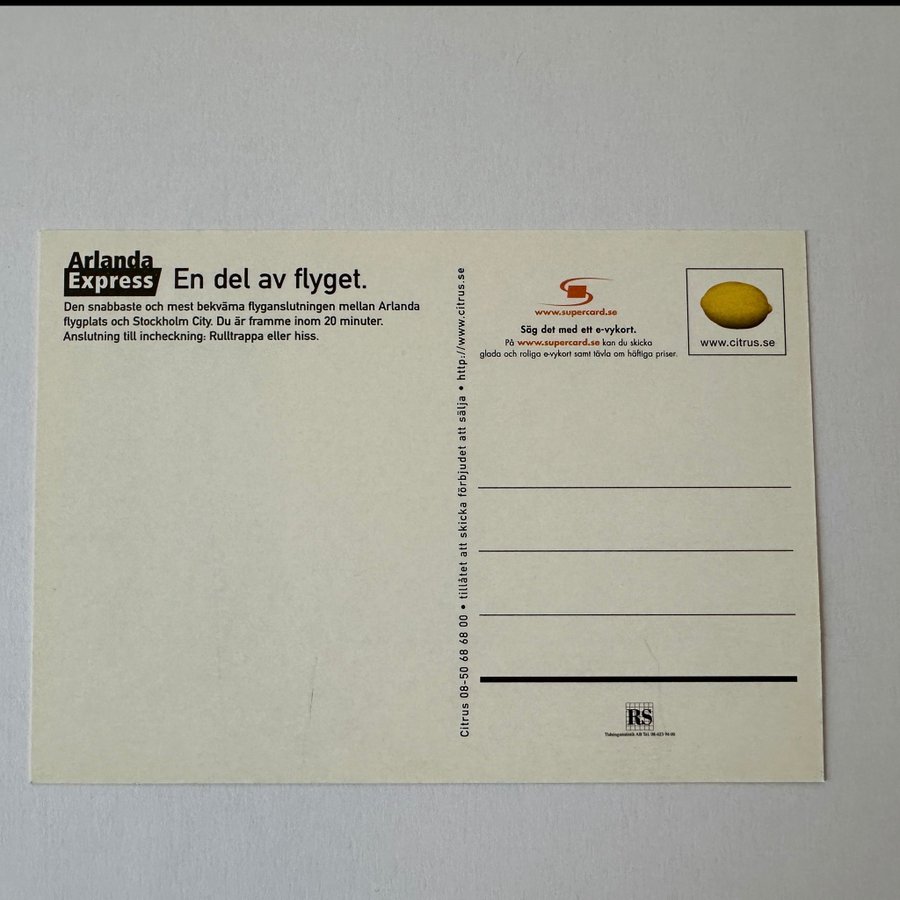 Arlanda
Express
En del av flyget.
Den snabbaste och mest bekväma flyganslutningen mellan Arlanda
flygplats och Stockholm City. Du är framme inom 20 minuter.
Anslutning till incheckning: Rulltrappa eller hiss.
Citrus 08-50 68 68 00 • tillåtet att skicka förbjudet att sälja • http://www.citrus.se
www.supercard.se
Säg det med ett e-vykort.
På www.supercard.se kan du skicka
glada och roliga e-vykort samt tävla om häftiga priser.
www.citrus.se
RS